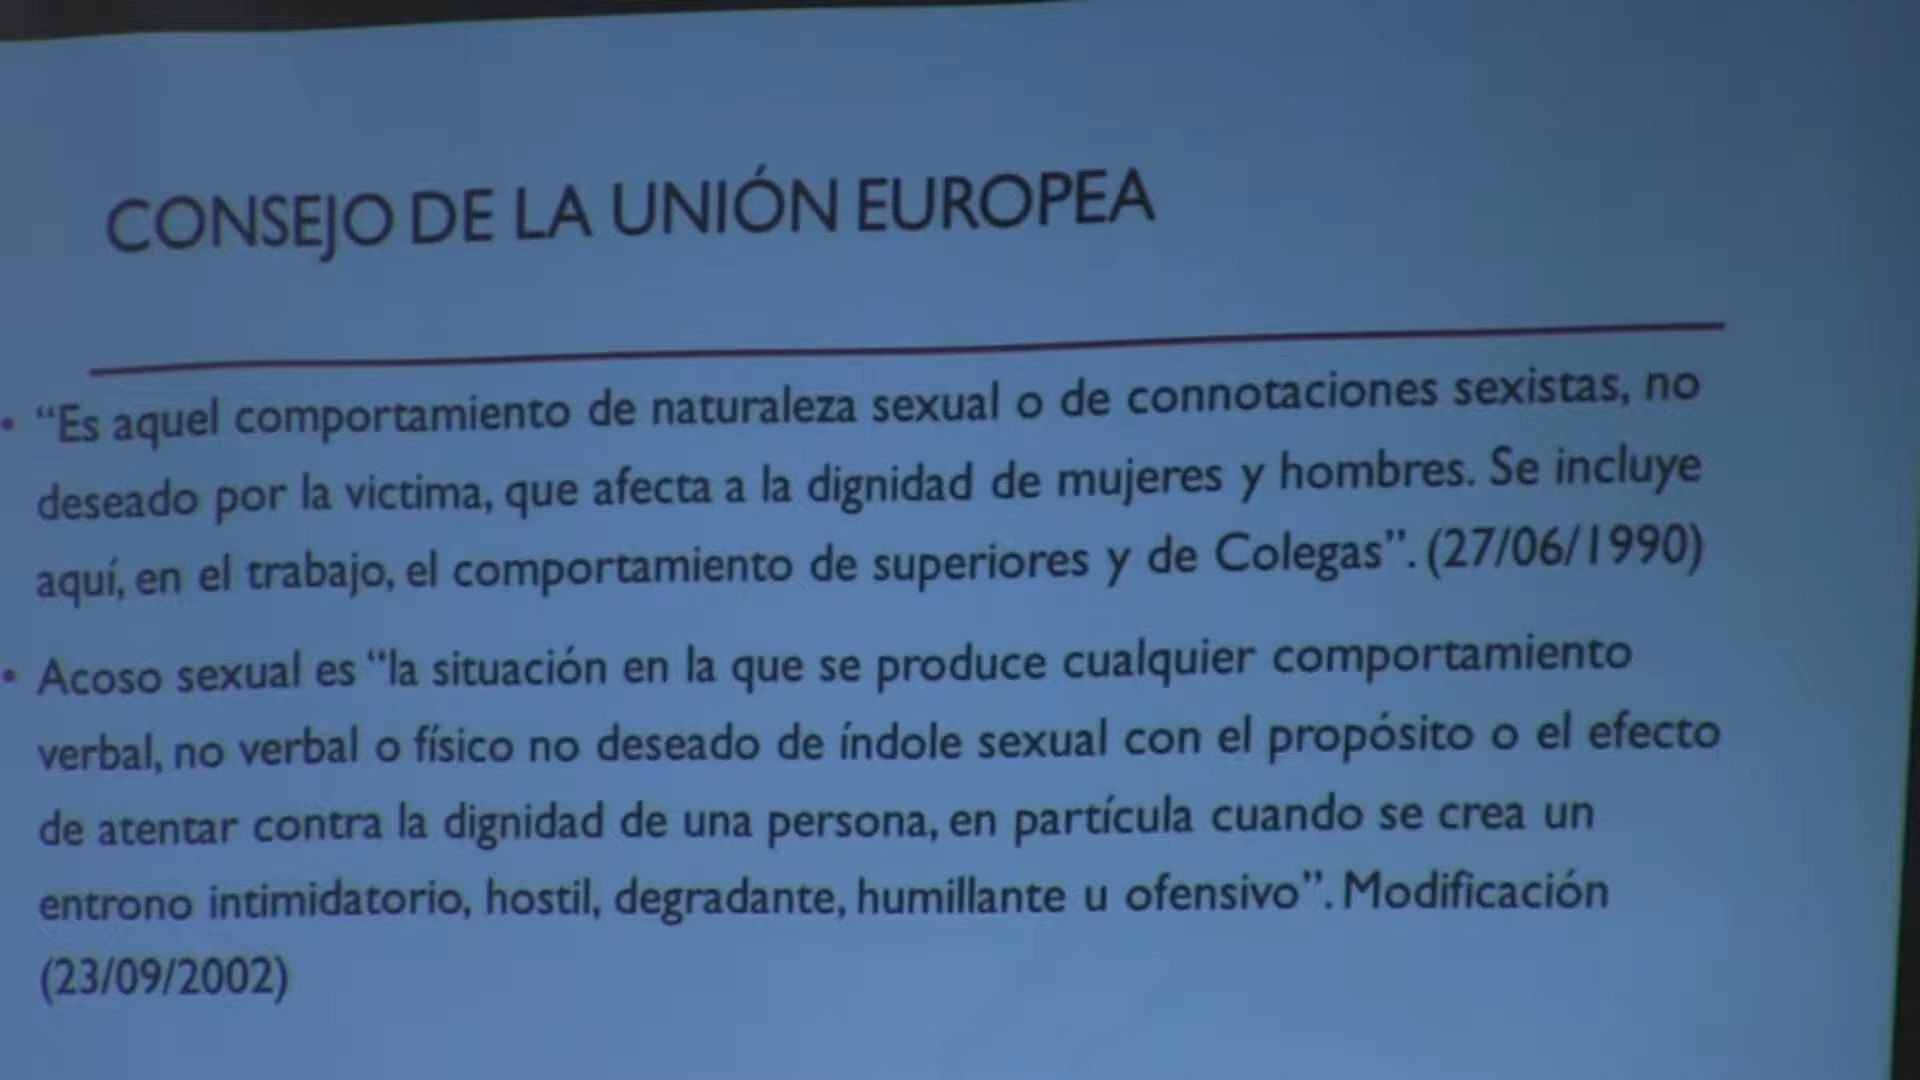 CONSEJO DE LA UNIÓN EUROPEA
• “Es aquel comportamiento de naturaleza sexual o de connotaciones sexistas, no
deseado por la victima, que afecta a la dignidad de mujeres y hombres. Se incluye
aquí, en el trabajo, el comportamiento de superiores y de Colegas”. (27/06/1990)
• Acoso sexual es “la situación en la que se produce cualquier comportamiento
verbal, no verbal o físico no deseado de índole sexual con el propósito o el efecto
de atentar contra la dignidad de una persona, en partícula cuando se crea un
entrono intimidatorio, hostil, degradante, humillante u ofensivo”. Modificación
(23/09/2002)